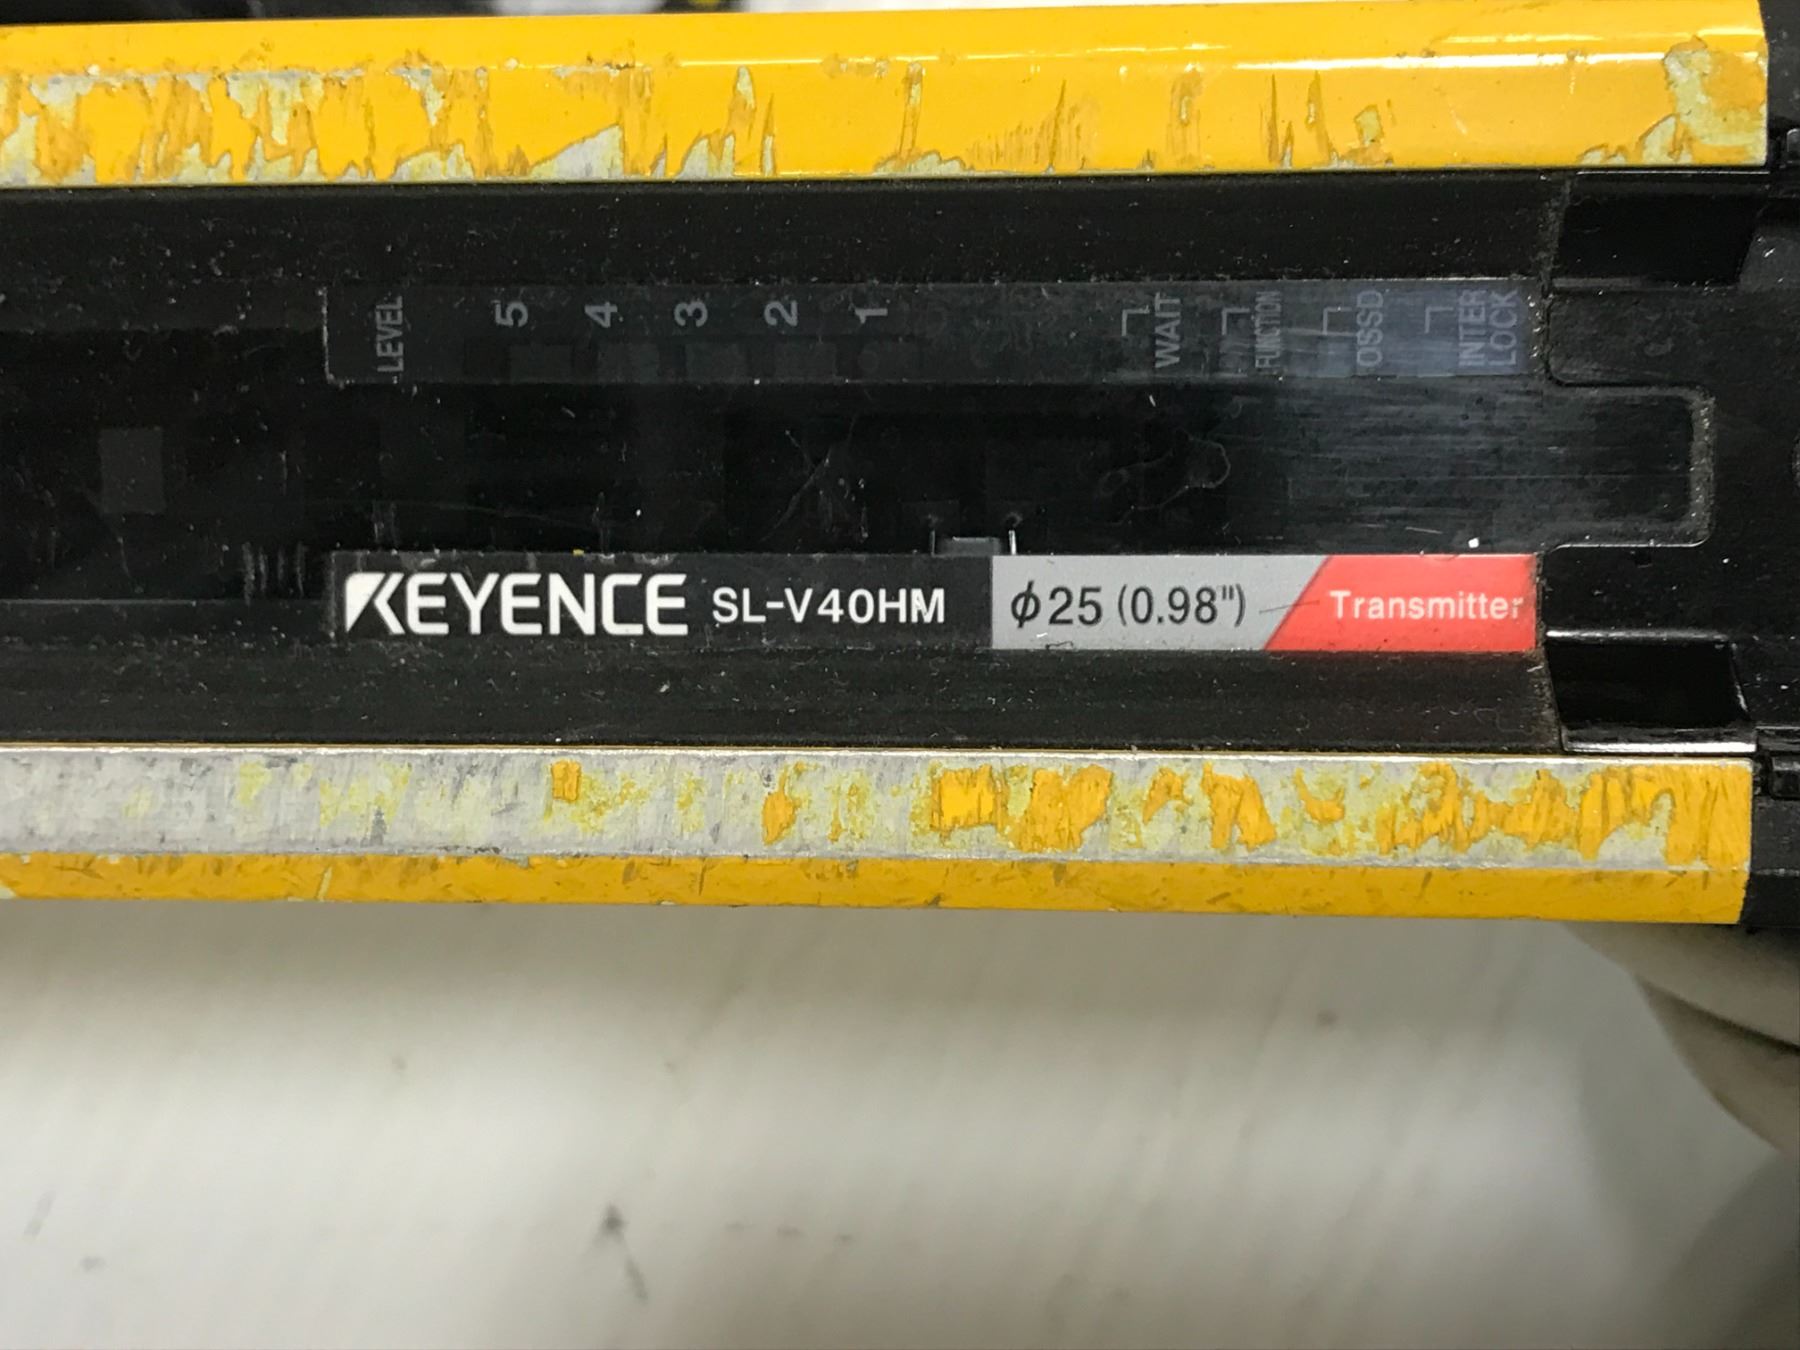 LEVEL
5
4
3
2
1
WAIT
FUNCTION
OSSD
INTER
LOCK
KEYENCE SL-V40HM ϕ25 (0.98") Transmitter